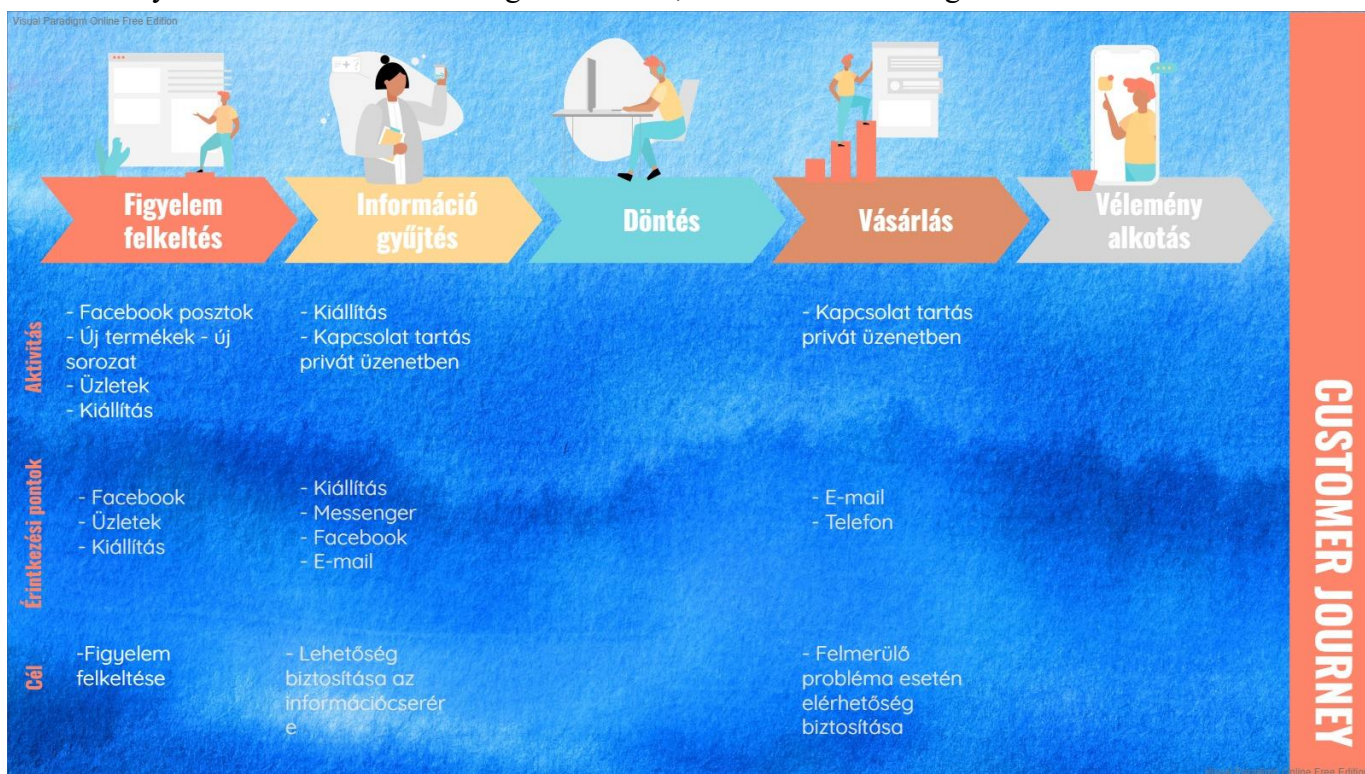 Visual Paradigm Online Free Edition
Figyelem
felkeltés
Információ
gyűjtés
Döntés
Vásárlás
Vélemény
alkotás
Aktivitás
- Facebook posztok
- Új termékek - új
sorozat
- Üzletek
- Kiállítás
- Kiállítás
- Kapcsolat tartás
privát üzenetben
- Kapcsolat tartás
privát üzenetben
Érintkezési pontok
- Facebook
- Üzletek
- Kiállítás
- Kiállítás
- Messenger
- Facebook
- E-mail
- E-mail
- Telefon
Cél
-Figyelem
felkeltése
- Lehetőség
biztosítása az
információcserér
e
- Felmerülő
probléma esetén
elérhetőség
biztosítása
CUSTOMER JOURNEY